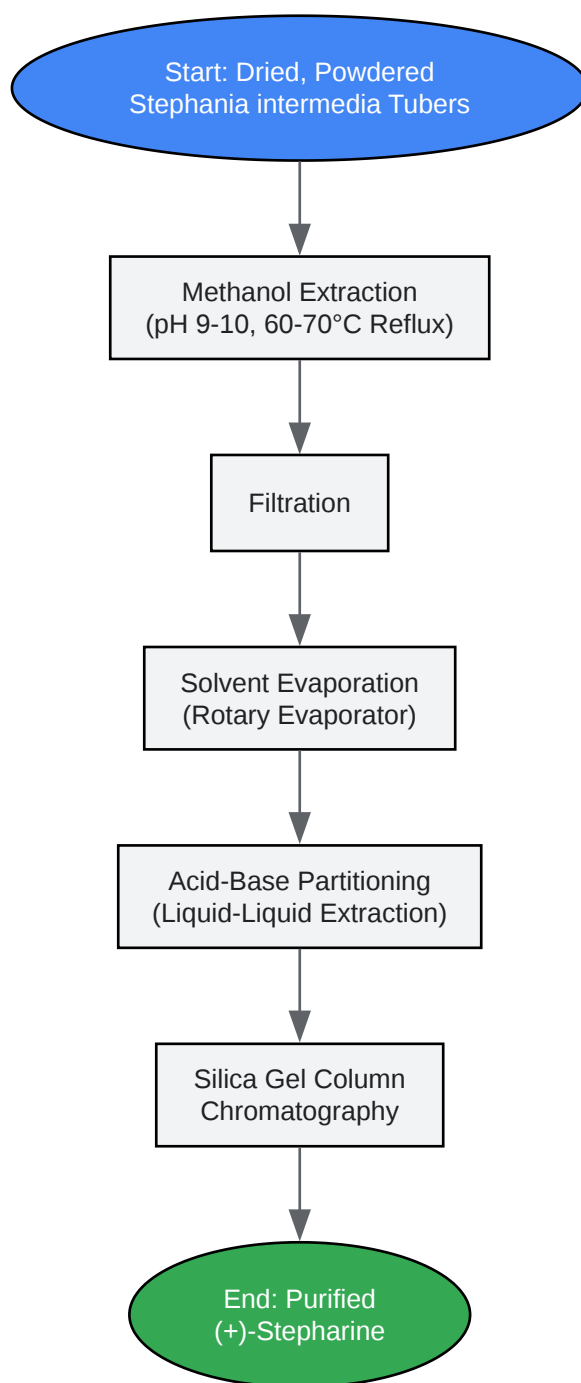 Start: Dried, Powdered
Stephania intermedia Tubers
Methanol Extraction
(pH 9-10, 60-70°C Reflux)
Filtration
Solvent Evaporation
(Rotary Evaporator)
Acid-Base Partitioning
(Liquid-Liquid Extraction)
Silica Gel Column
Chromatography
End: Purified
(+)-Stepharine